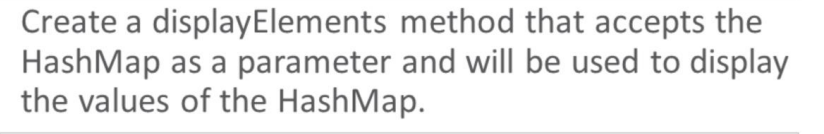 Create a displayElements method that accepts the
HashMap as a parameter and will be used to display
the values of the HashMap.